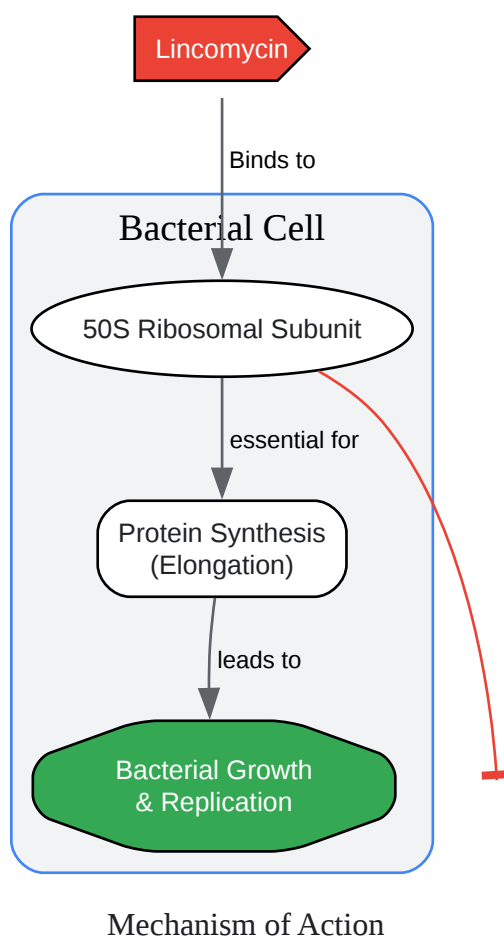 Lincomycin
Binds to
Bacterial Cell
50S Ribosomal Subunit
essential for
Protein Synthesis
(Elongation)
leads to
Bacterial Growth
& Replication
Mechanism of Action